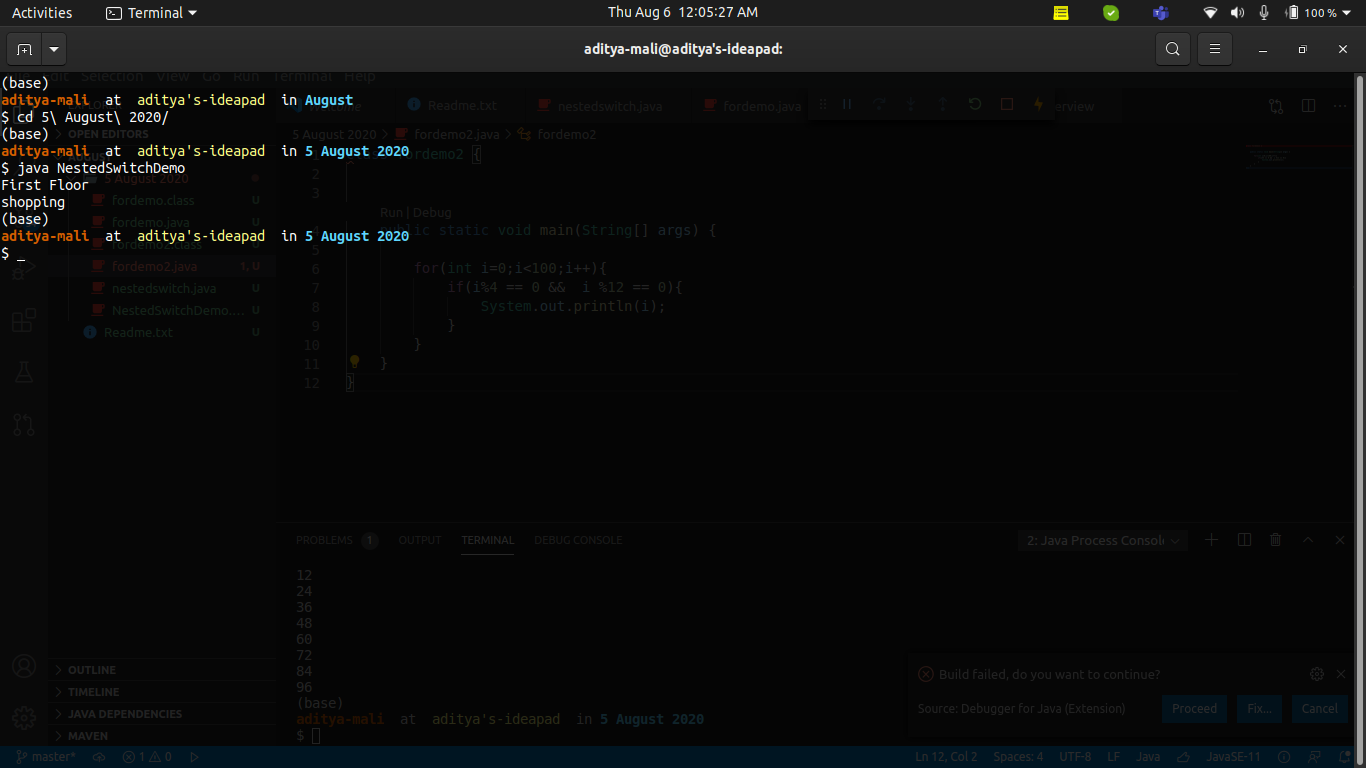 Activities Terminal Thu Aug 6 12:05:27 AM 100 %
aditya-mali@aditya's-ideapad:
Edit Selection View Go Run Terminal Help
(base)
aditya-mali at aditya's-ideapad in August
$ cd 5\ August\ 2020/
(base)
aditya-mali at aditya's-ideapad in 5 August 2020
$ java NestedSwitchDemo
First Floor
shopping
(base)
aditya-mali at aditya's-ideapad in 5 August 2020
$ _
Readme.txt nestedswitch.java fordemo.java
OPEN EDITORS
5 August 2020
fordemo.class U
fordemo.java U
fordemo2.class U
fordemo2.java 1, U
nestedswitch.java U
NestedSwitchDemo.... U
Readme.txt U
OUTLINE
TIMELINE
JAVA DEPENDENCIES
MAVEN
5 August 2020 > fordemo2.java > fordemo2
fordemo2 {
2
3
Run | Debug
static void main(String[] args) {
5
6 for(int i=0;i<100;i++){
7 if(i%4 == 0 && i %12 == 0){
8 System.out.println(i);
9 }
10 }
11 }
12 }
PROBLEMS 1 OUTPUT TERMINAL DEBUG CONSOLE 2: Java Process Consol
12
24
36
48
60
72
84
96
(base)
aditya-mali at aditya's-ideapad in 5 August 2020
$
Build failed, do you want to continue?
Source: Debugger for Java (Extension) Proceed Fix... Cancel
master* 1 0 Ln 12, Col 2 Spaces: 4 UTF-8 LF Java JavaSE-11